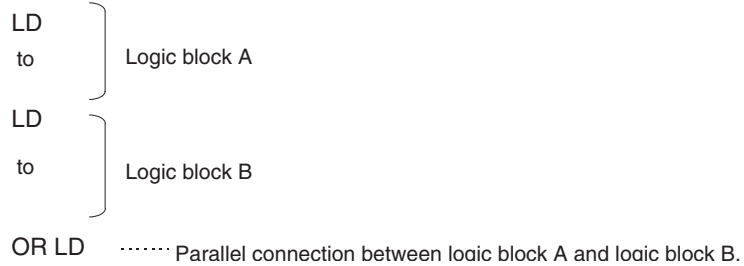 LD
to Logic block A
LD
to Logic block B
OR LD ........ Parallel connection between logic block A and logic block B.